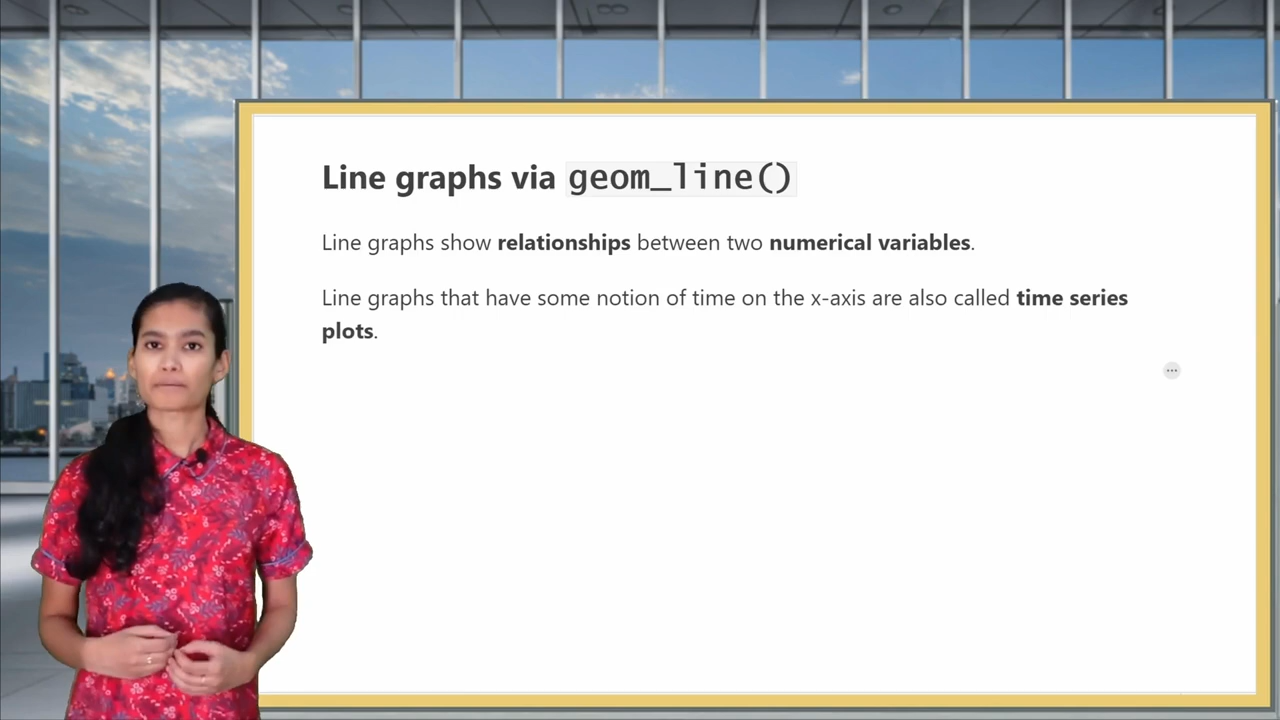 Line graphs via geom_line()
Line graphs show relationships between two numerical variables.
Line graphs that have some notion of time on the x-axis are also called time series
plots.